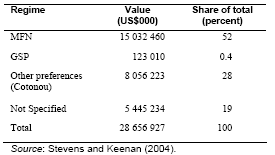 Regime Value (US$000) Share of total (percent)
MFN 15 032 460 52
GSP 123 010 0.4
Other preferences (Cotonou) 8 056 223 28
Not Specified 5 445 234 19
Total 28 656 927 100
Source: Stevens and Keenan (2004).